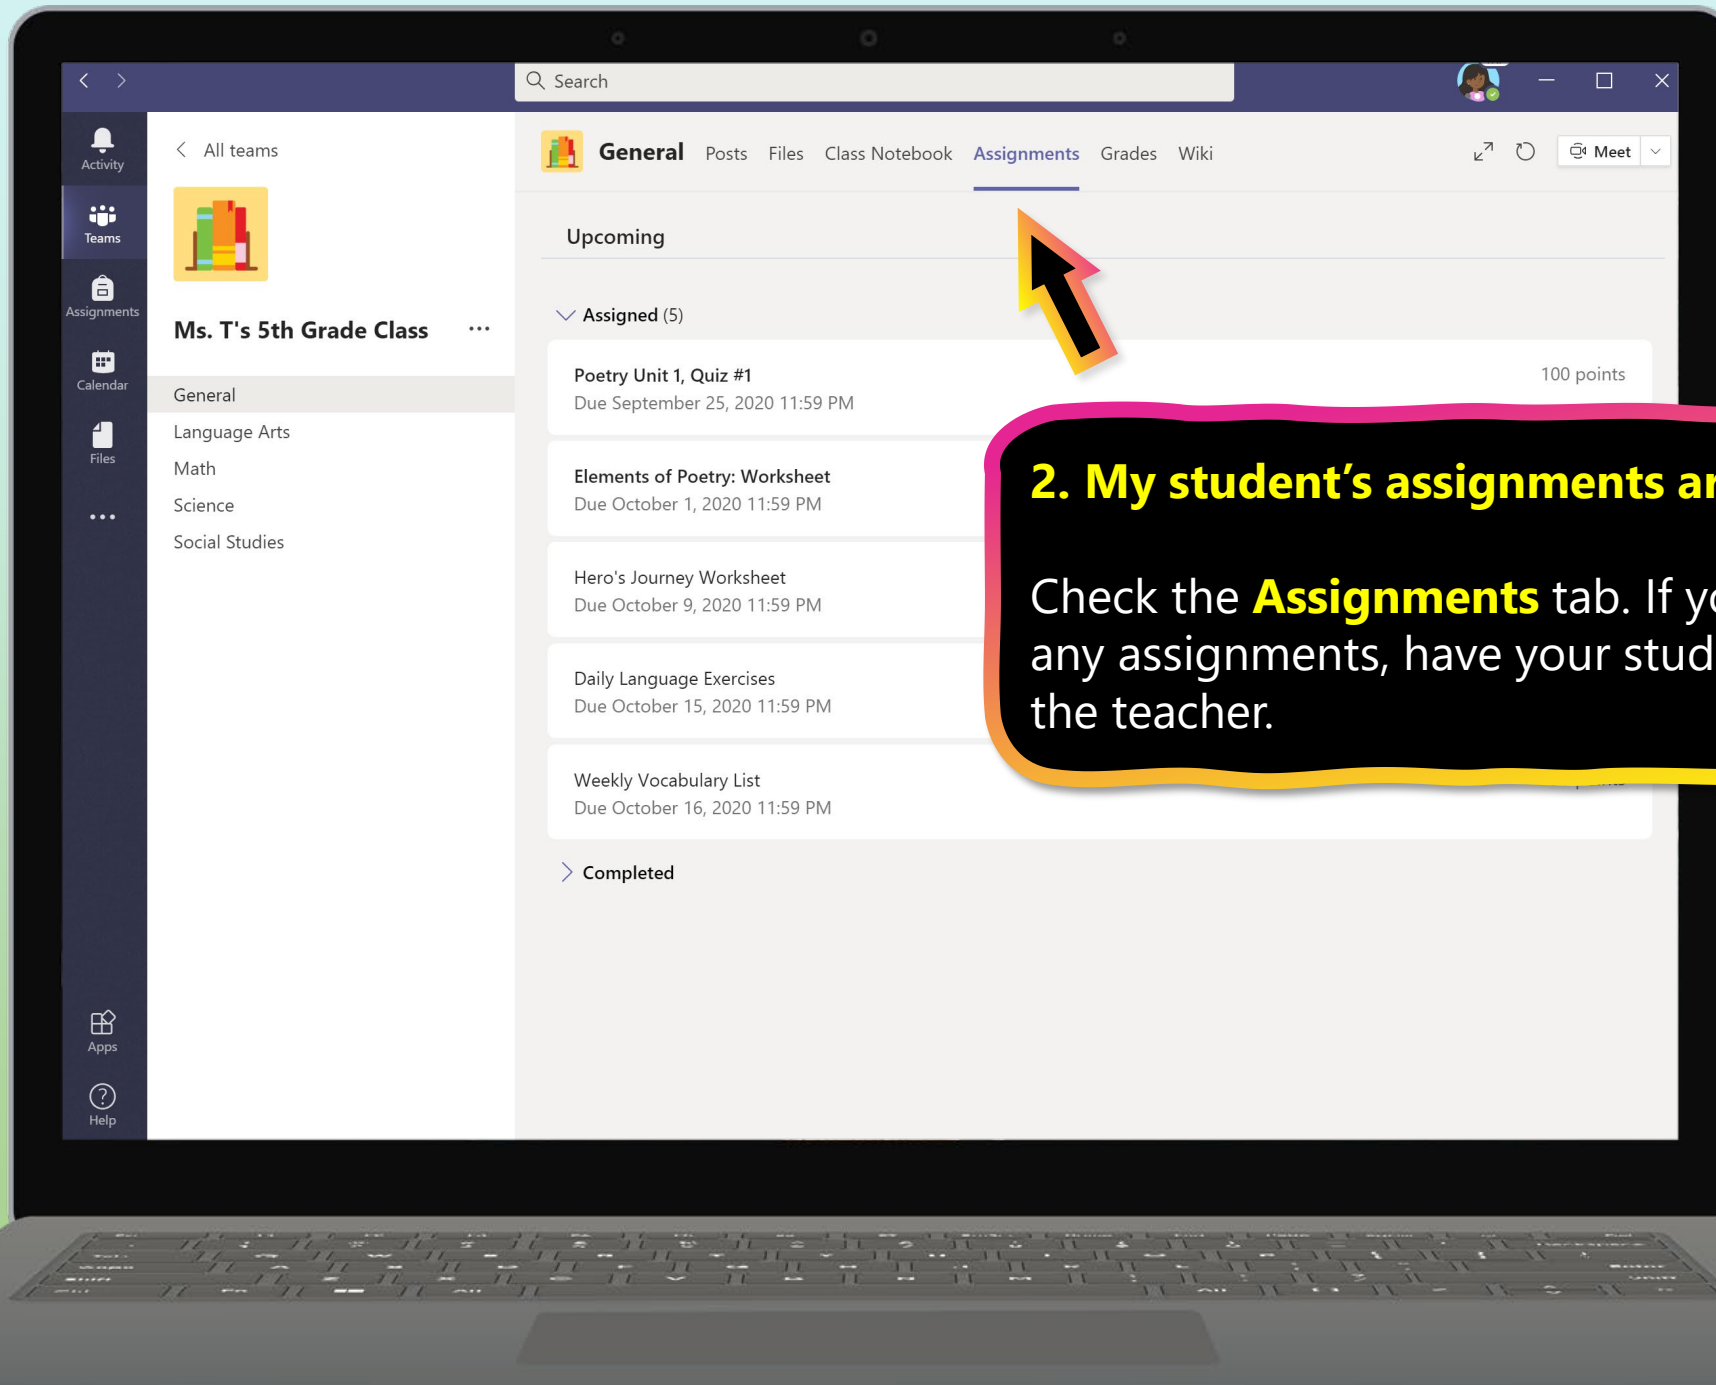 Search
Activity
Teams
Assignments
Calendar
Files
Apps
Help
All teams
Ms. T's 5th Grade Class
General
Language Arts
Math
Science
Social Studies
General Posts Files Class Notebook Assignments Grades Wiki
Meet
Upcoming
Assigned (5)
Poetry Unit 1, Quiz #1
100 points
Due September 25, 2020 11:59 PM
Elements of Poetry: Worksheet
Due October 1, 2020 11:59 PM
Hero's Journey Worksheet
Due October 9, 2020 11:59 PM
Daily Language Exercises
Due October 15, 2020 11:59 PM
Weekly Vocabulary List
Due October 16, 2020 11:59 PM
Completed
2. My student’s assignments
Check the Assignments tab. If
any assignments, have your
the teacher.